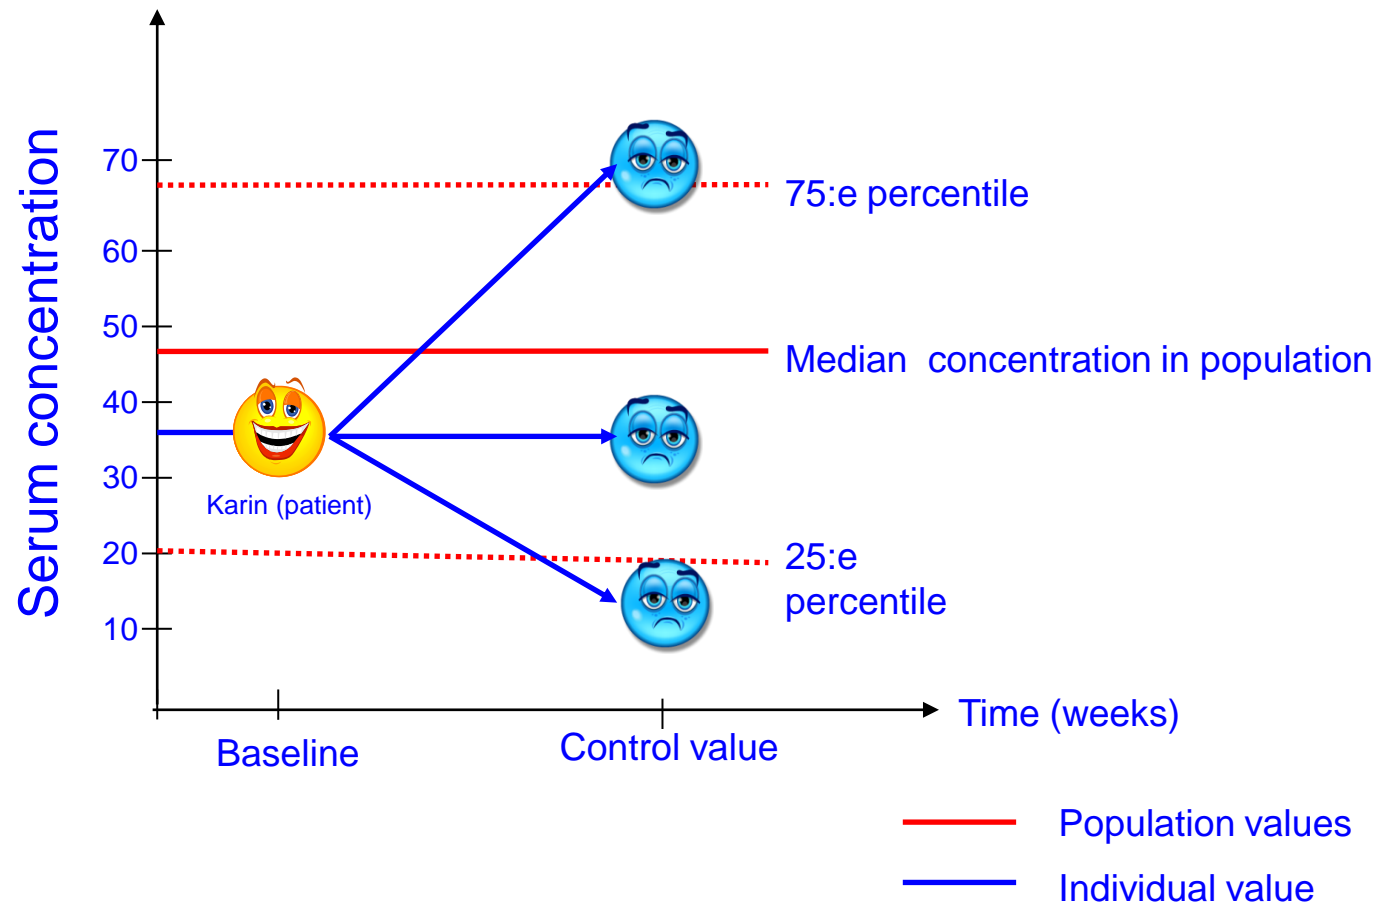 Serum concentration
70
60
50
40
30
20
10
75:e percentile
Median concentration in population
Karin (patient)
25:e
percentile
Time (weeks)
Baseline
Control value
Population values
Individual value